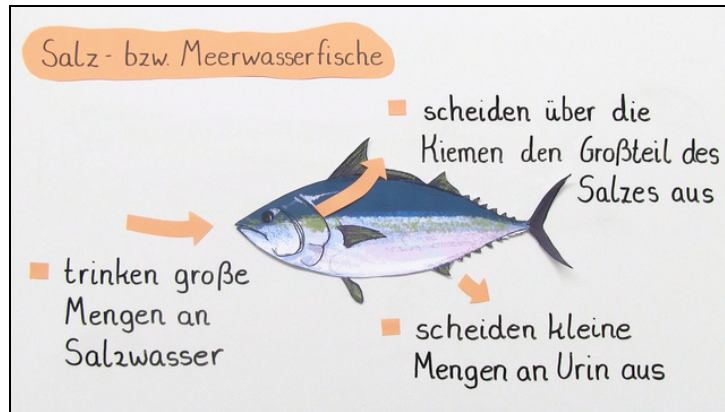 Salz- bzw. Meerwasserfische
scheiden über die
Kiemen den Großteil des
Salzes aus
trinken große
Mengen an
Salzwasser
scheiden kleine
Mengen an Urin aus